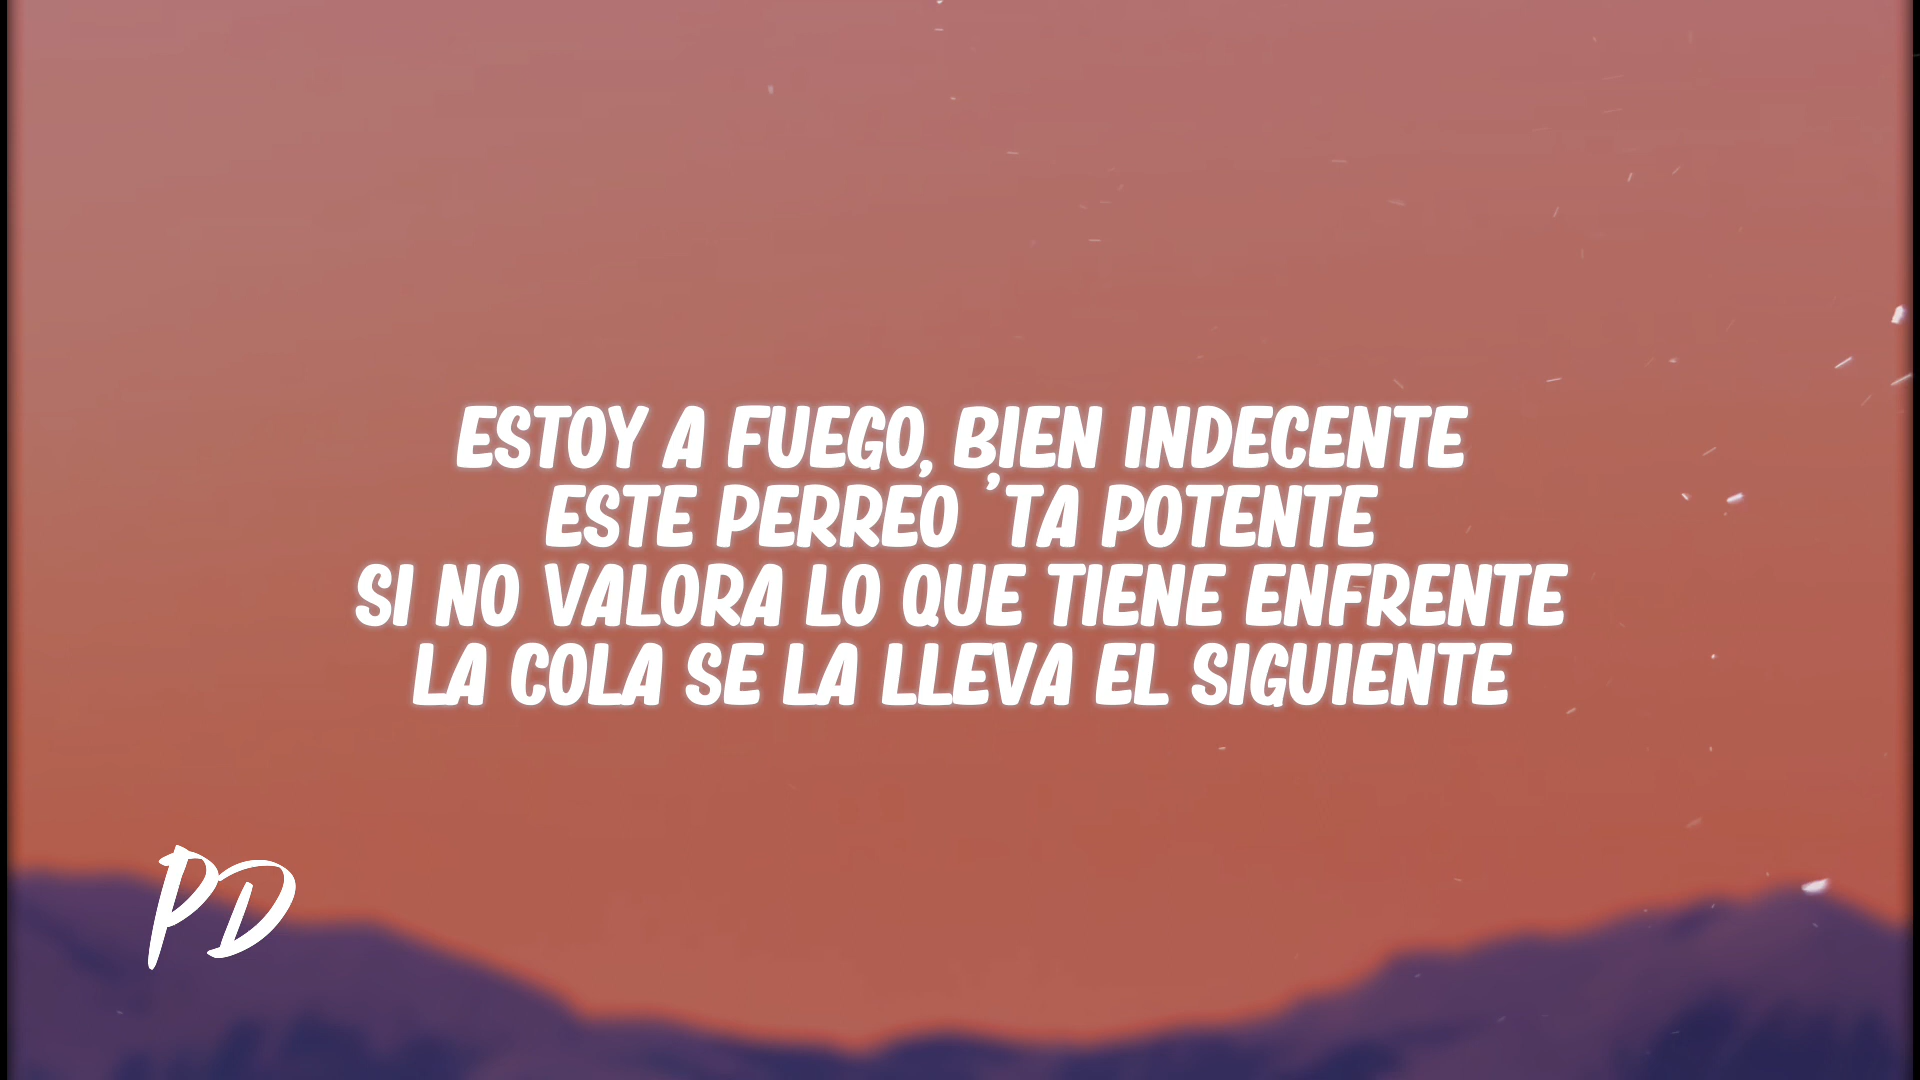 ESTOY A FUEGO, BIEN INDECENTE
ESTE PERREO 'TA POTENTE
SI NO VALORA LO QUE TIENE ENFRENTE
LA COLA SE LA LLEVA EL SIGUIENTE
PD